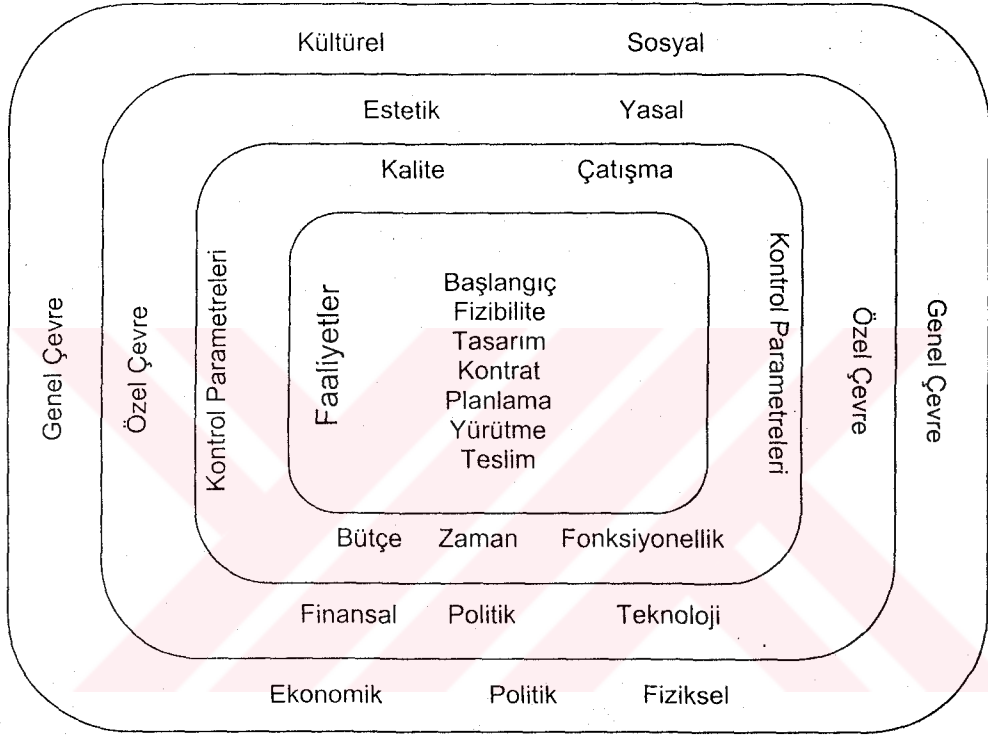 Kültürel Sosyal
Estetik Yasal
Kalite Çatışma
Genel Çevre
Özel Çevre
Kontrol Parametreleri
Faaliyetler
Başlangıç
Fizibilite
Tasarım
Kontrat
Planlama
Yürütme
Teslim
Kontrol Parametreleri
Özel Çevre
Genel Çevre
Bütçe Zaman Fonksiyonellik
Finansal Politik Teknoloji
Ekonomik Politik Fiziksel